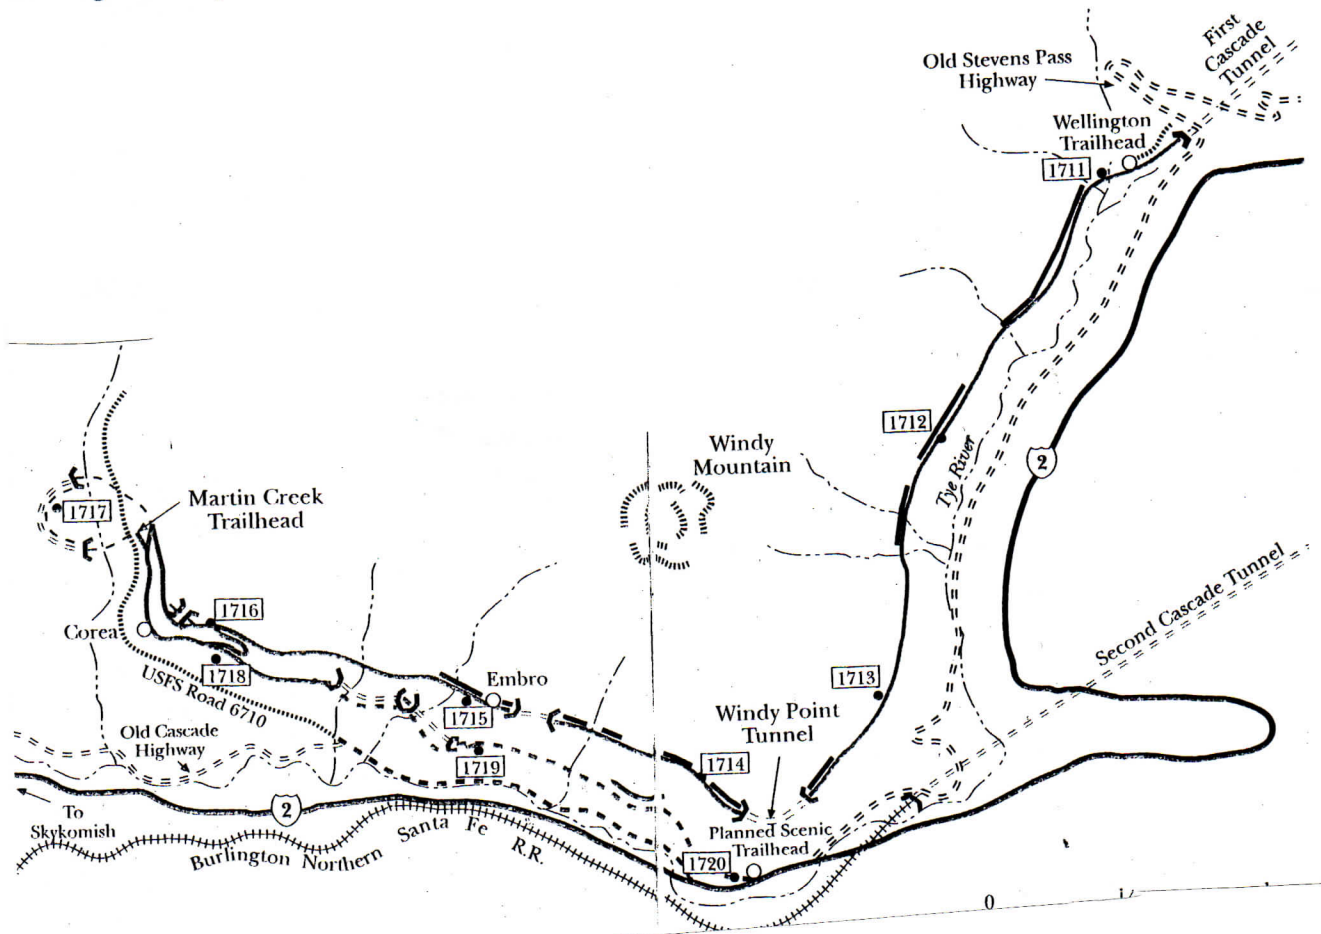 First
Cascade
Tunnel
Old Stevens Pass
Highway
Wellington
Trailhead
1711
1712
Windy
Mountain
Tye River
2
1717
Martin Creek
Trailhead
Second Cascade Tunnel
1716
Corea
1718
USFS Road 6710
Embro
1715
1713
Windy Point
Tunnel
Old Cascade
Highway
1719
1714
To
Skykomish
2
Burlington Northern Santa Fe R.R.
Planned Scenic
Trailhead
1720
0